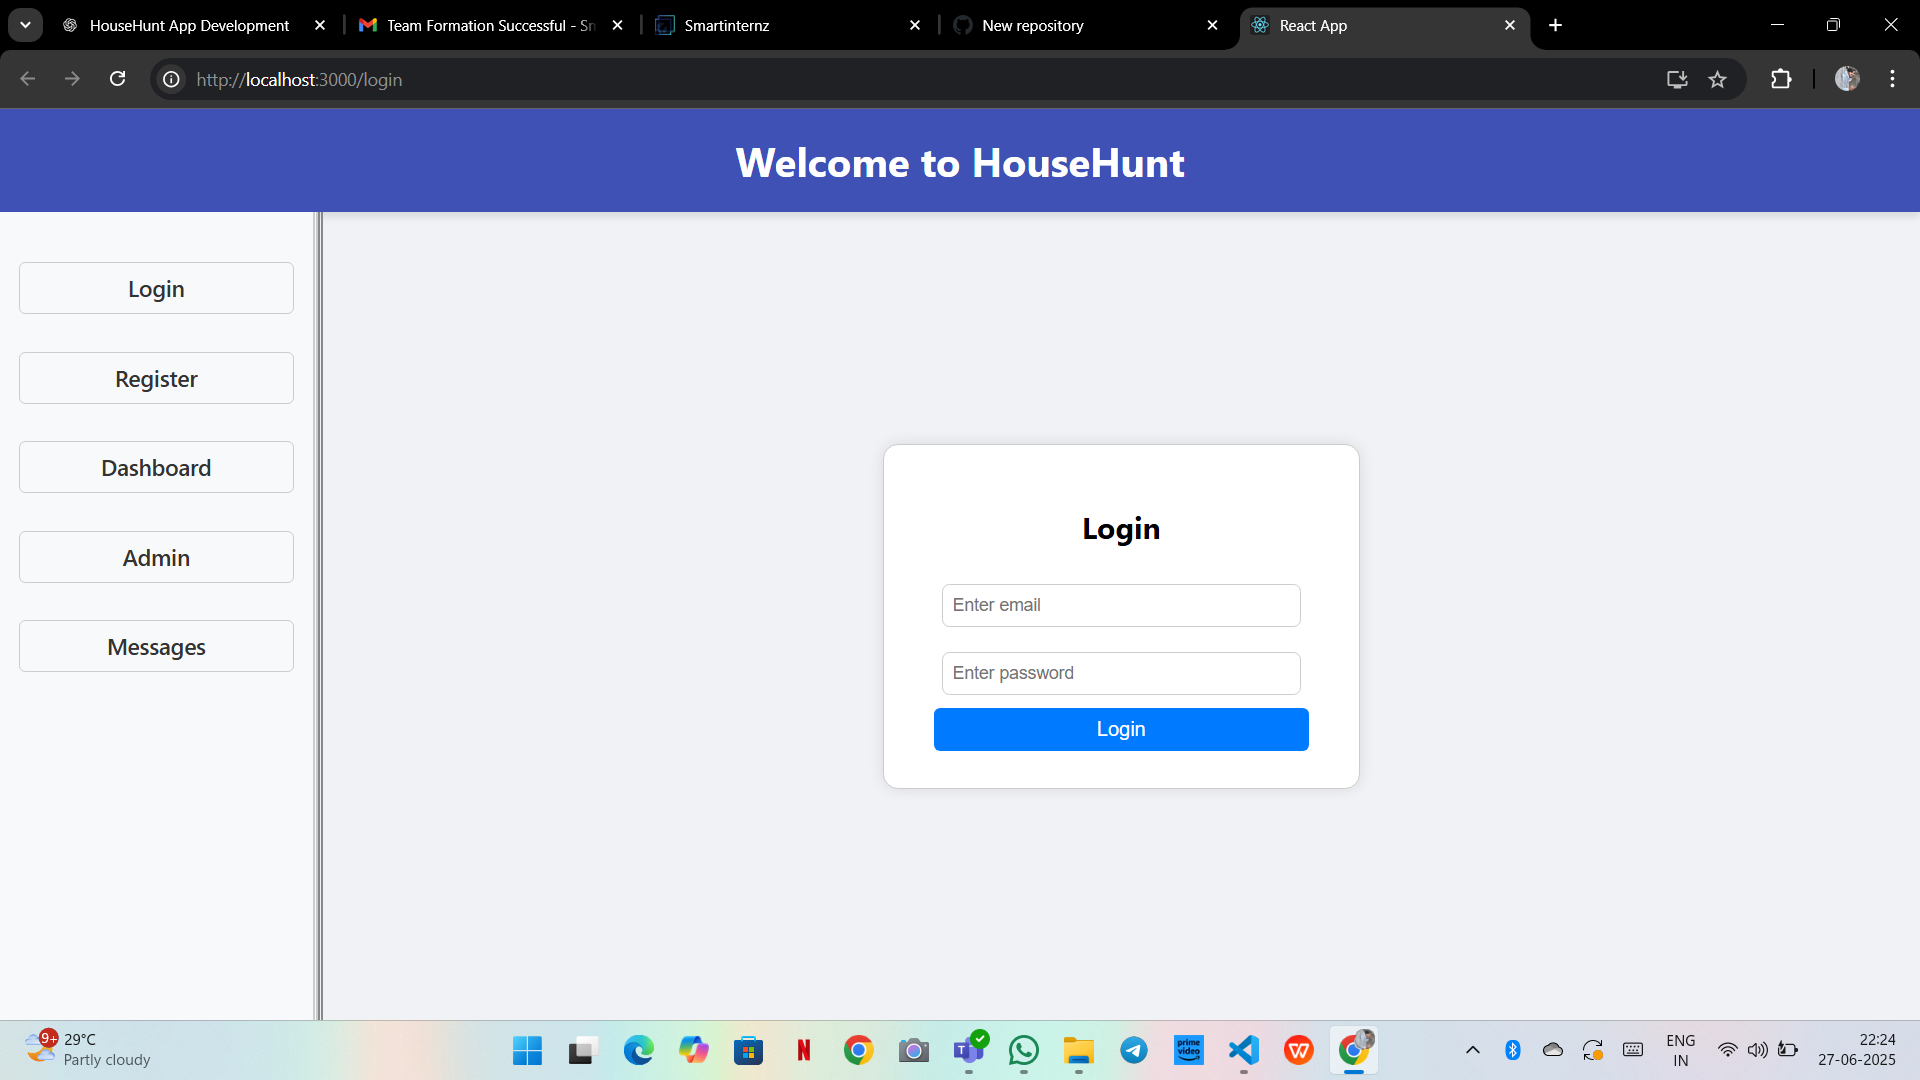 HouseHunt App Development
Team Formation Successful - Sn
Smartinternz
New repository
React App
http://localhost:3000/login
Welcome to HouseHunt
Login
Register
Dashboard
Admin
Messages
Login
Enter email
Enter password
Login
9+
29°C
Partly cloudy
N
T
prime
video
W
ENG
IN
22:24
27-06-2025